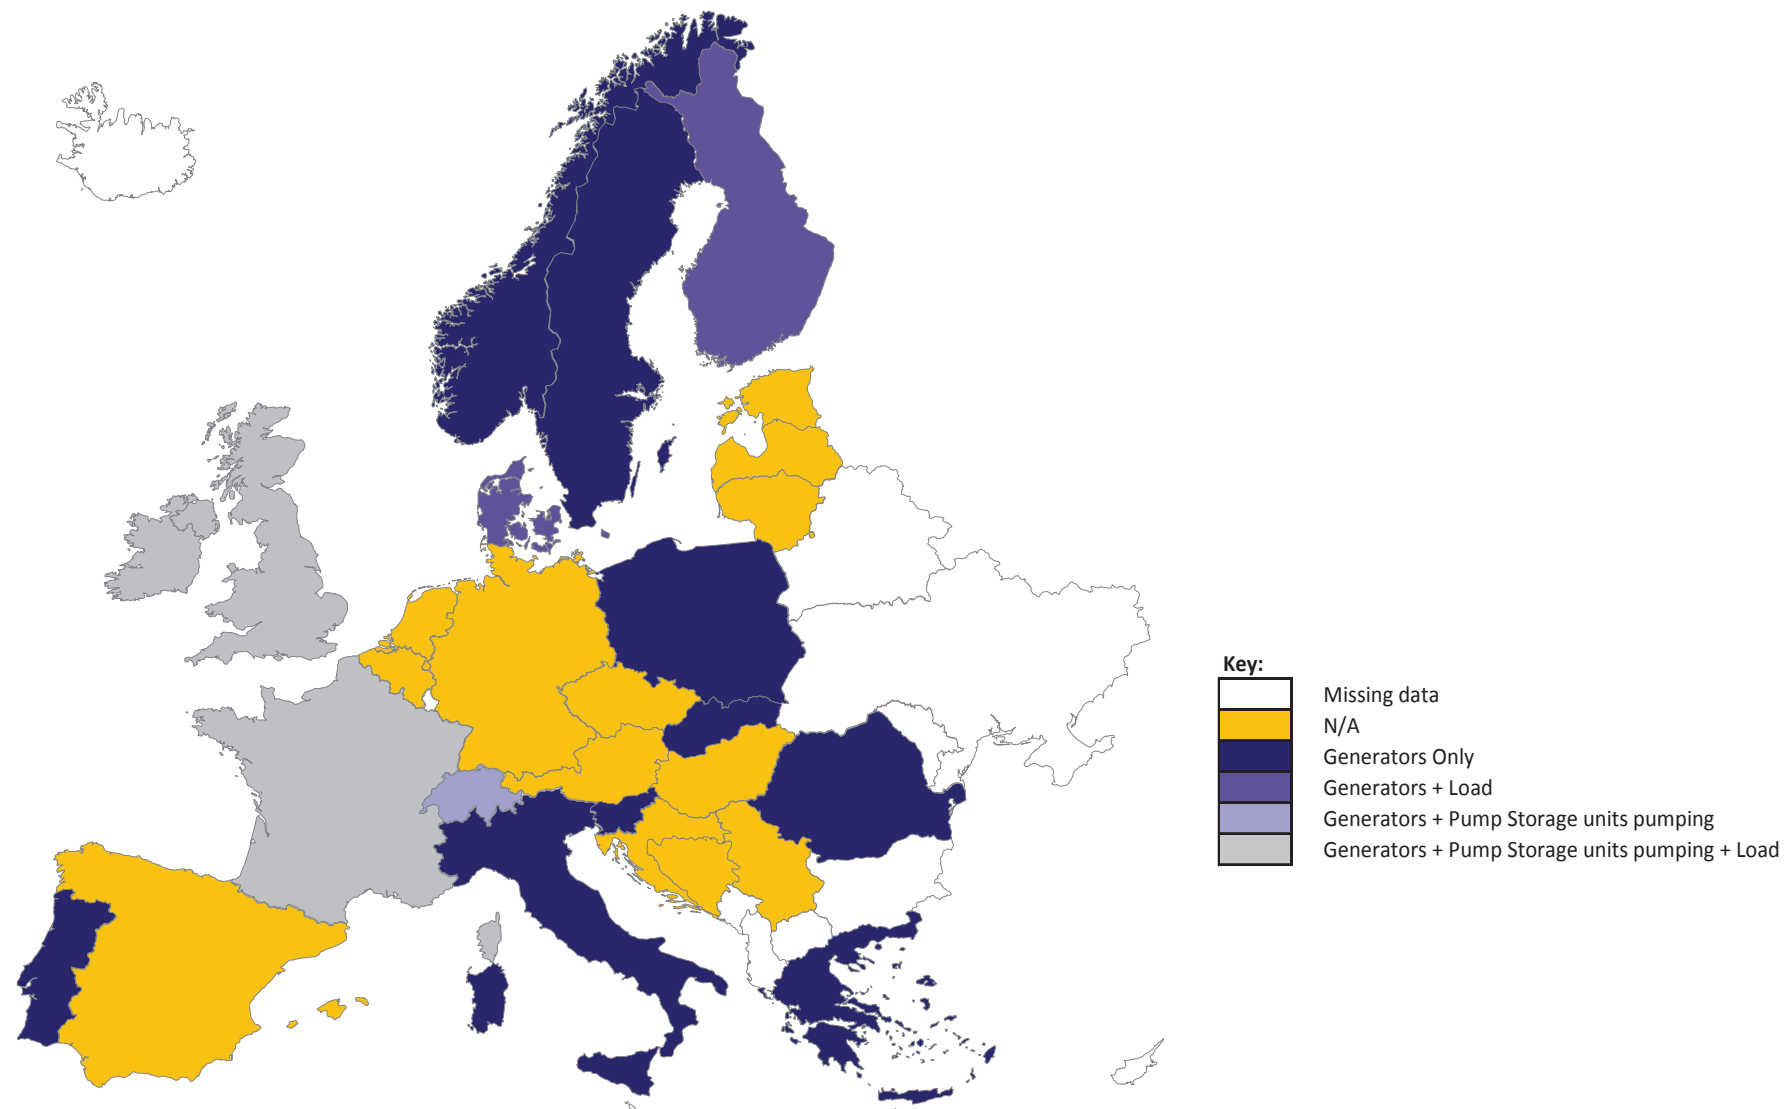 Key:
Missing data
N/A
Generators Only
Generators + Load
Generators + Pump Storage units pumping
Generators + Pump Storage units pumping + Load